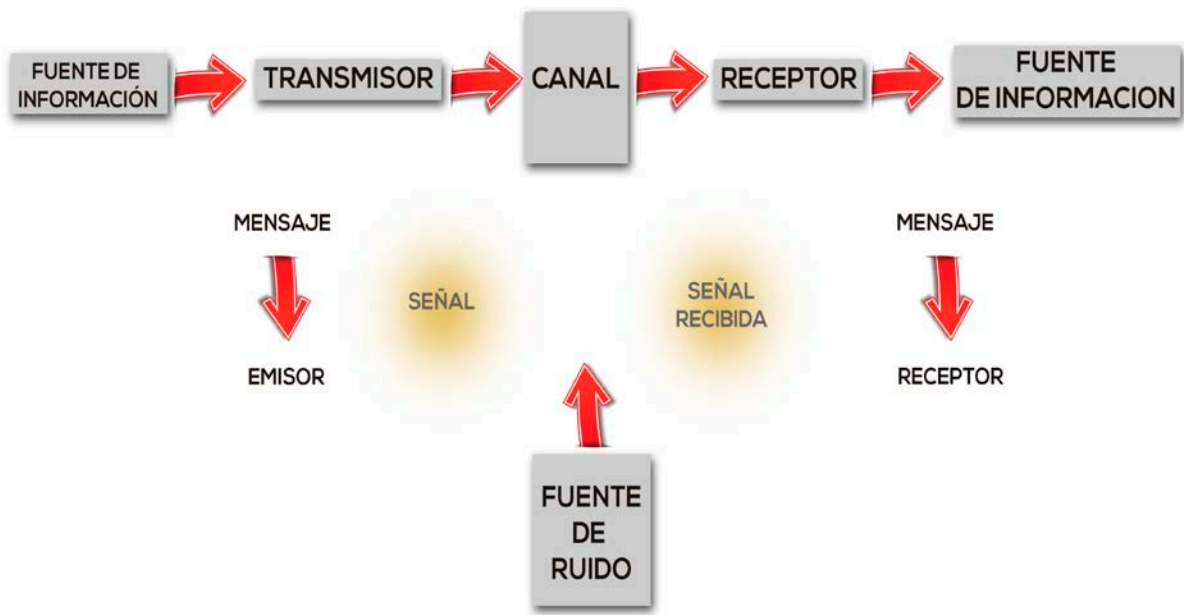 FUENTE DE
INFORMACIÓN
TRANSMISOR
CANAL
RECEPTOR
FUENTE
DE INFORMACION
MENSAJE
EMISOR
SEÑAL
SEÑAL
RECIBIDA
MENSAJE
RECEPTOR
FUENTE
DE
RUIDO